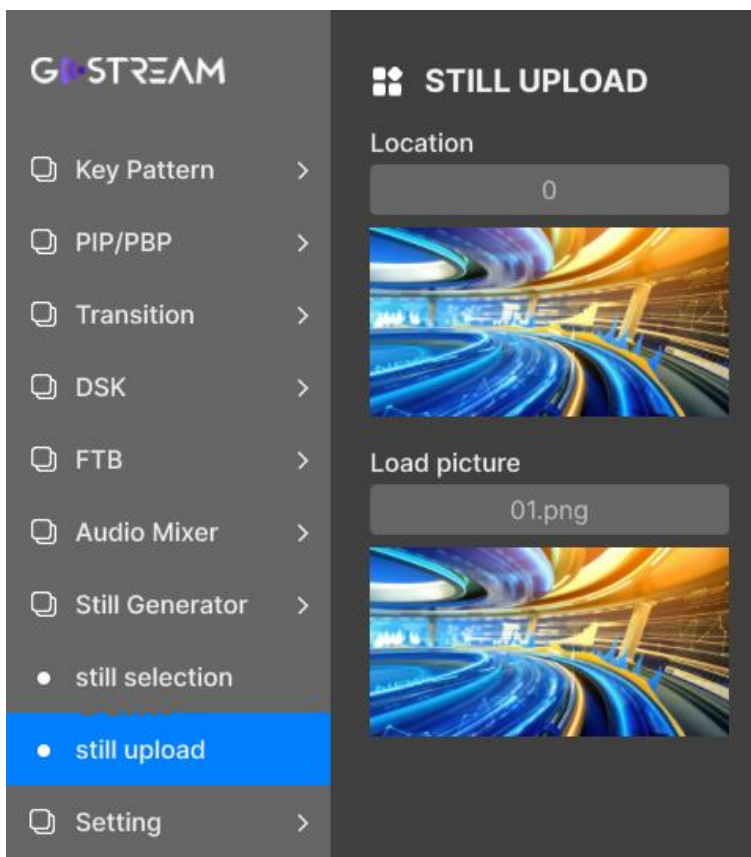 GOSTREAM
Key Pattern
PIP/PBP
Transition
DSK
FTB
Audio Mixer
Still Generator
still selection
still upload
Setting
STILL UPLOAD
Location
0
Load picture
01.png